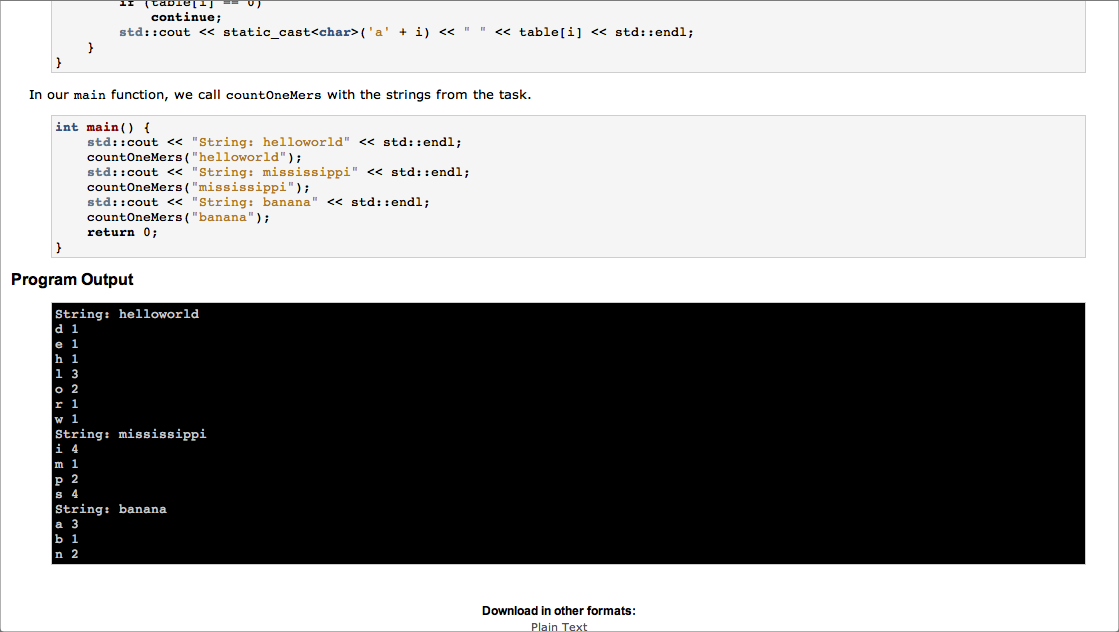 if (table[i] == 0)
continue;
std::cout << static_cast<char>('a' + i) << " " << table[i] << std::endl;
}
}
In our main function, we call countOneMers with the strings from the task.
int main() {
std::cout << "String: helloworld" << std::endl;
countOneMers("helloworld");
std::cout << "String: mississippi" << std::endl;
countOneMers("mississippi");
std::cout << "String: banana" << std::endl;
countOneMers("banana");
return 0;
}
Program Output
String: helloworld
d 1
e 1
h 1
l 3
o 2
r 1
w 1
String: mississippi
i 4
m 1
p 2
s 4
String: banana
a 3
b 1
n 2
Download in other formats:
Plain Text